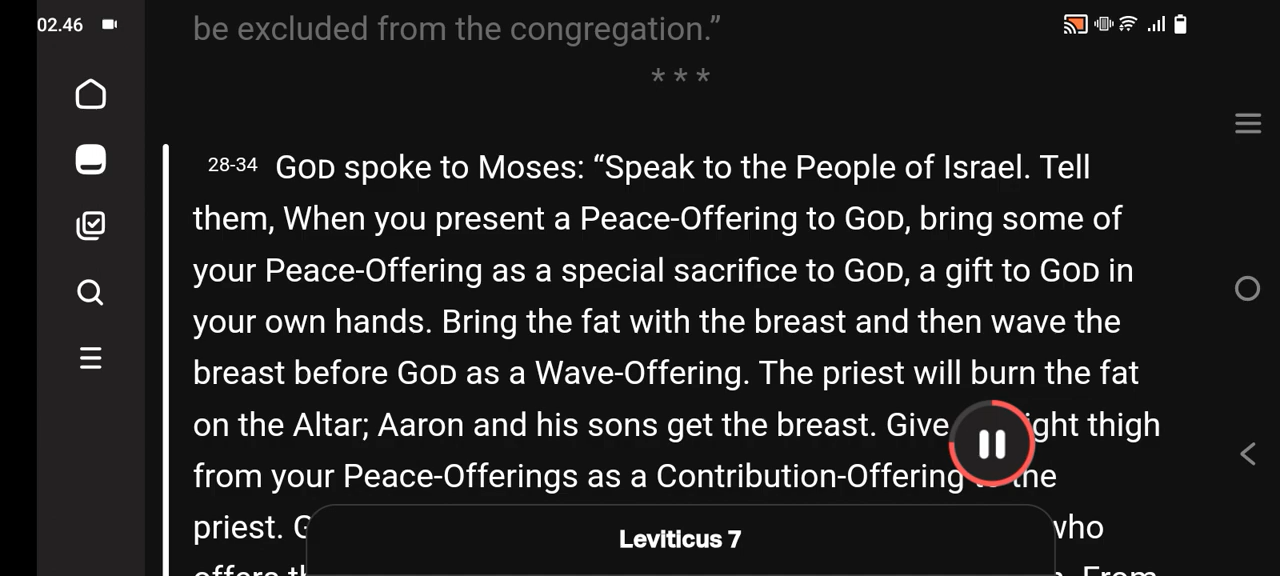 02.46
be excluded from the congregation.”
* * *
28-34 GOD spoke to Moses: “Speak to the People of Israel. Tell
them, When you present a Peace-Offering to GOD, bring some of
your Peace-Offering as a special sacrifice to GOD, a gift to GOD in
your own hands. Bring the fat with the breast and then wave the
breast before GOD as a Wave-Offering. The priest will burn the fat
on the Altar; Aaron and his sons get the breast. Give thigh
from your Peace-Offerings as a Contribution-Offering the
priest. who
From
Leviticus 7